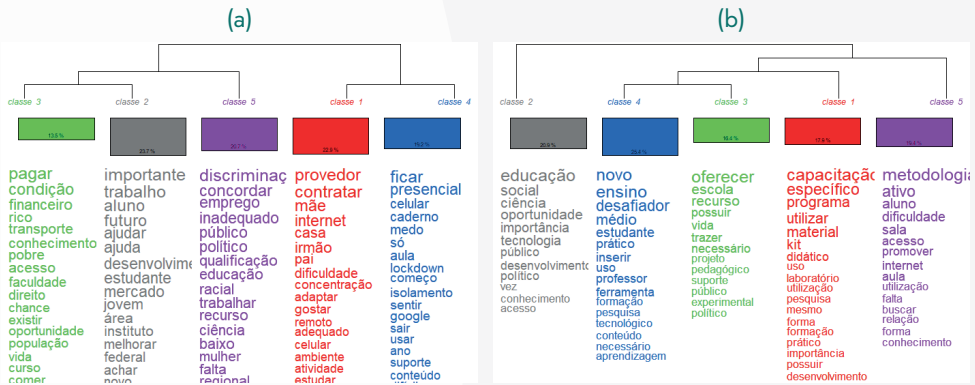 (a)
classe 3
classe 2
classe 5
classe 1
classe 4
13,6 %
20,7 %
22,8 %
pagar
condição
financeiro
rico
transporte
conhecimento
pobre
acesso
faculdade
direito
chance
existir
oportunidade
população
vida
curso
comer
importante
trabalho
aluno
futuro
ajudar
ajuda
desenvolvime
estudante
mercado
jovem
área
instituto
melhorar
federal
achar
novo
discriminaç
concordar
emprego
inadequado
público
político
qualificação
educação
racial
trabalhar
recurso
ciência
baixo
mulher
falta
regional
provedor
contratar
mãe
internet
casa
irmão
pai
dificuldade
concentração
adaptar
gostar
remoto
adequado
celular
ambiente
atividade
estudar
ficar
presencial
celular
caderno
medo
só
aula
lockdown
começo
isolamento
sentir
google
sair
usar
ano
suporte
conteúdo
(b)
classe 2
classe 4
classe 3
classe 1
classe 5
20,9 %
25,4 %
16,4 %
17,9 %
19,4 %
educação
social
ciência
oportunidade
importância
tecnologia
público
desenvolvimento
político
vez
conhecimento
acesso
novo
ensino
desafiador
médio
estudante
prático
inserir
uso
professor
ferramenta
formação
pesquisa
tecnológico
conteúdo
necessário
aprendizagem
oferecer
escola
recurso
possuir
vida
trazer
necessário
projeto
pedagógico
suporte
público
experimental
político
capacitação
específico
programa
utilizar
material
kit
didático
uso
laboratório
utilização
pesquisa
mesmo
forma
formação
prático
importância
possuir
desenvolvimento
metodologia
ativo
aluno
dificuldade
sala
acesso
promover
internet
aula
utilização
falta
buscar
relação
forma
conhecimento